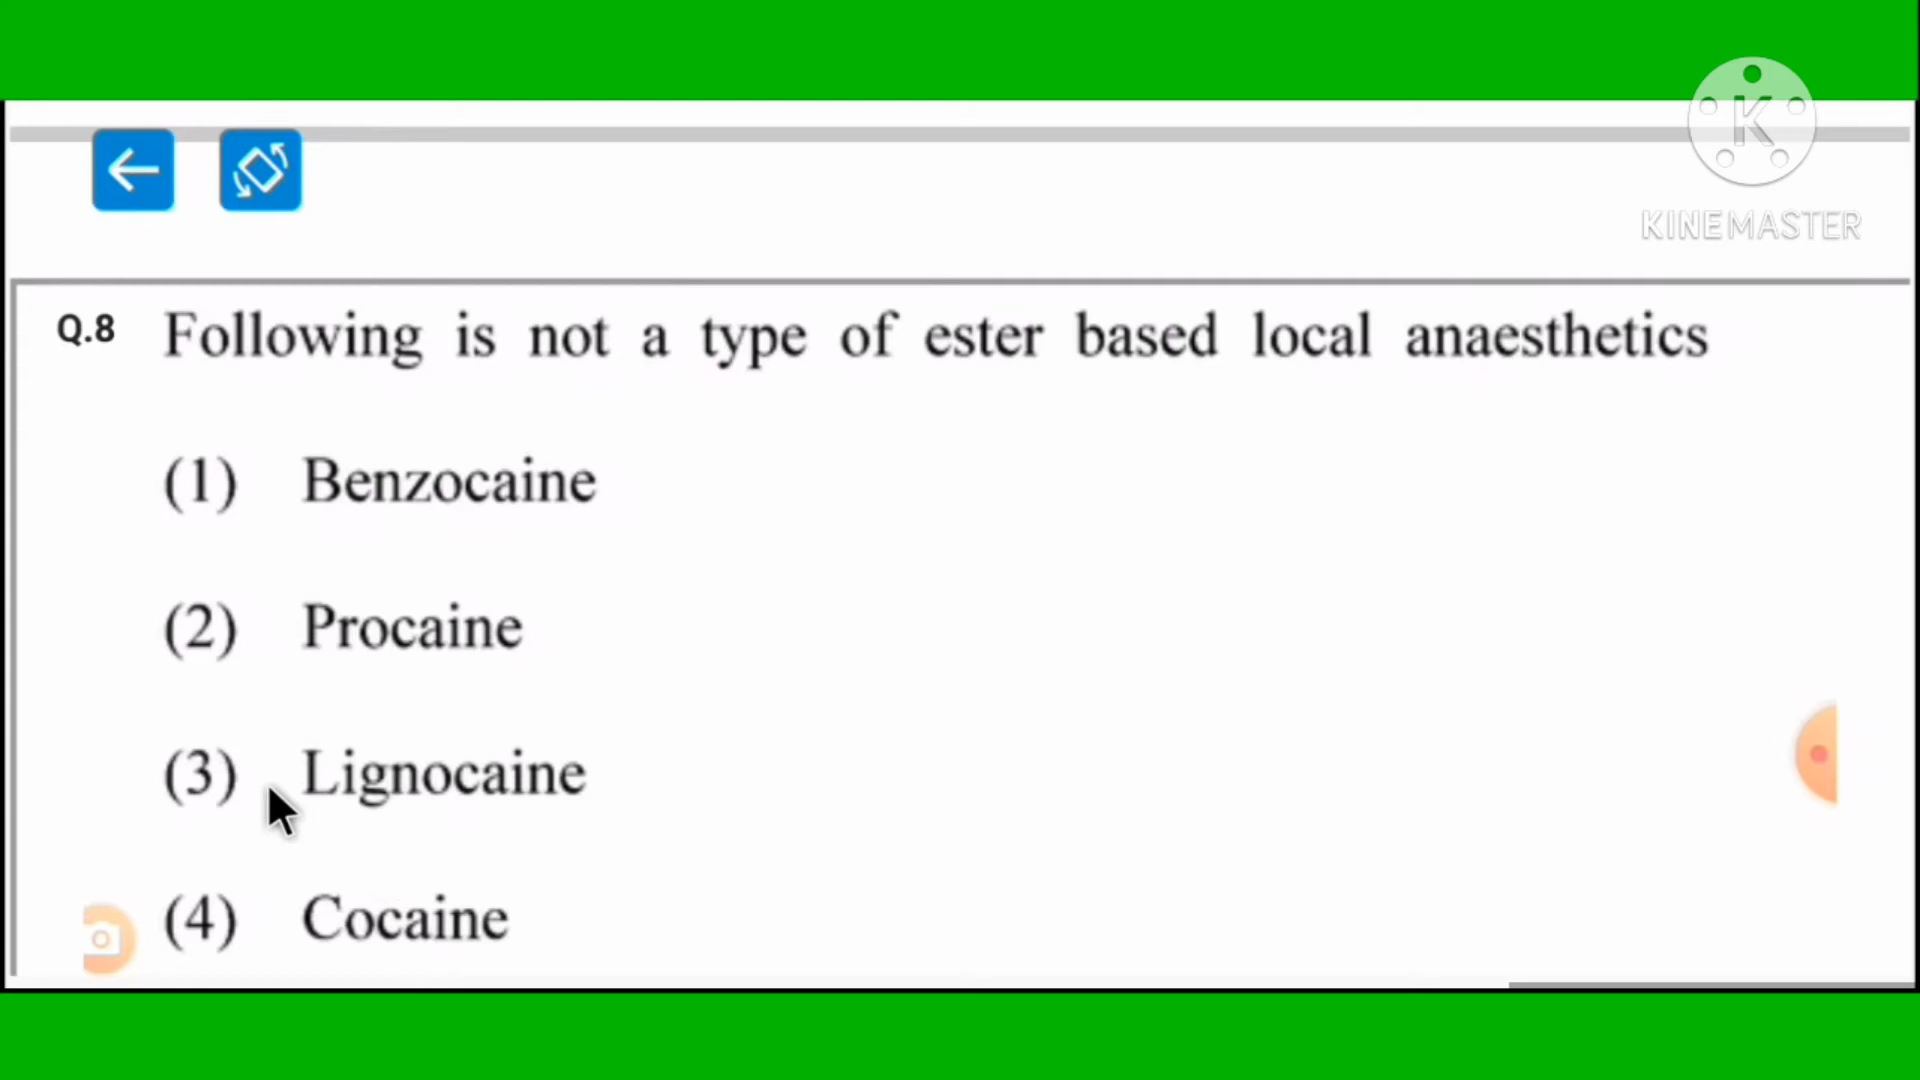 K
KINEMASTER
Q.8 Following is not a type of ester based local anaesthetics
(1) Benzocaine
(2) Procaine
(3) Lignocaine
(4) Cocaine